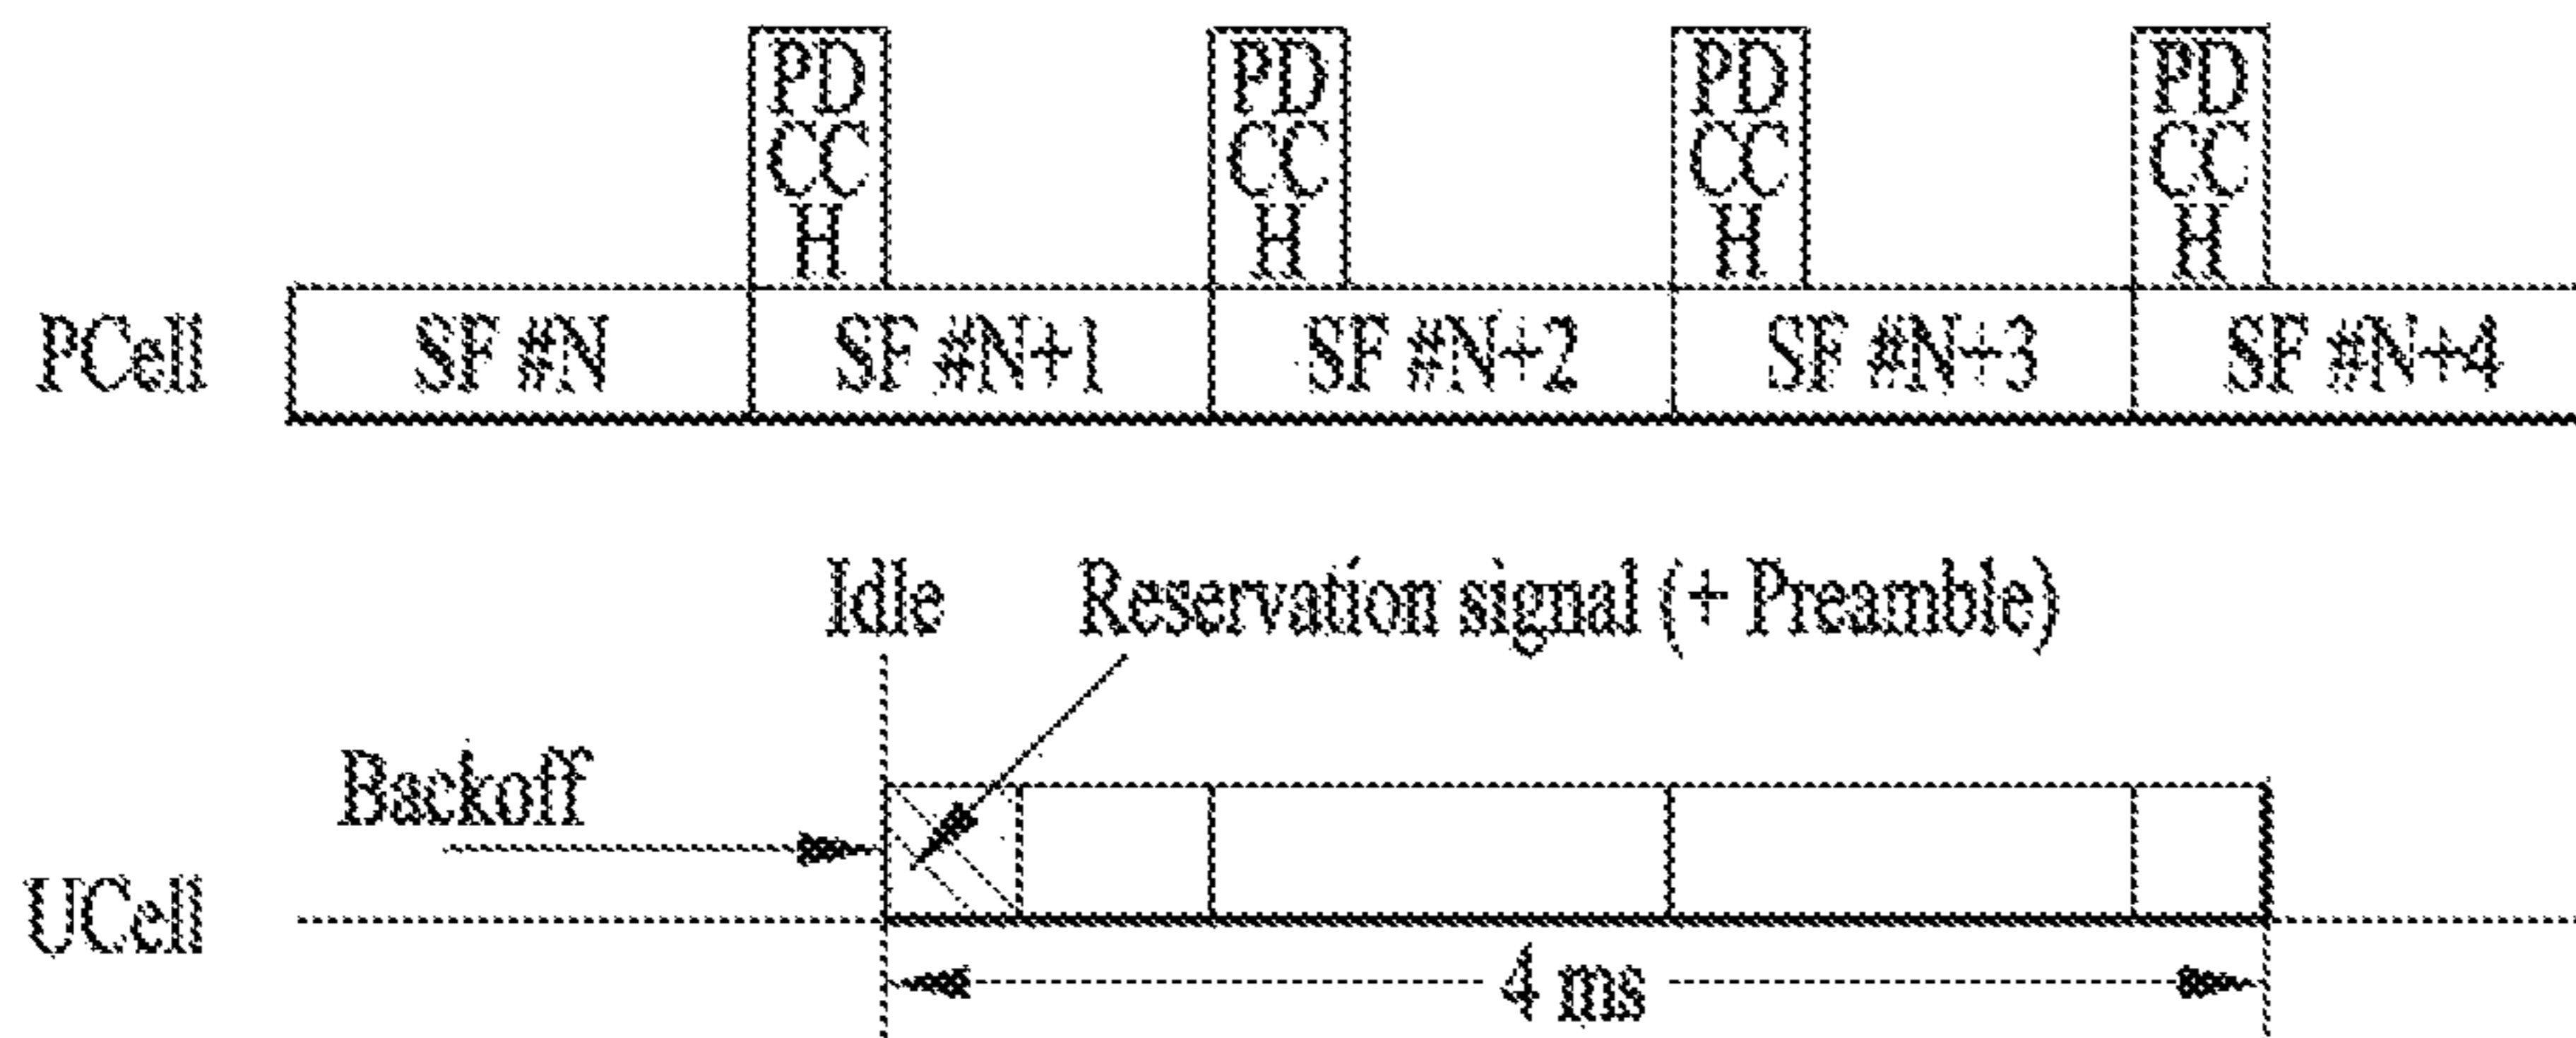 PD
CC
H
PD
CC
H
PD
CC
H
PD
CC
H
PCell
SF #N
SF #N+1
SF #N+2
SF #N+3
SF #N+4
Idle
Reservation signal (+ Preamble)
Backoff
UCell
4 ms